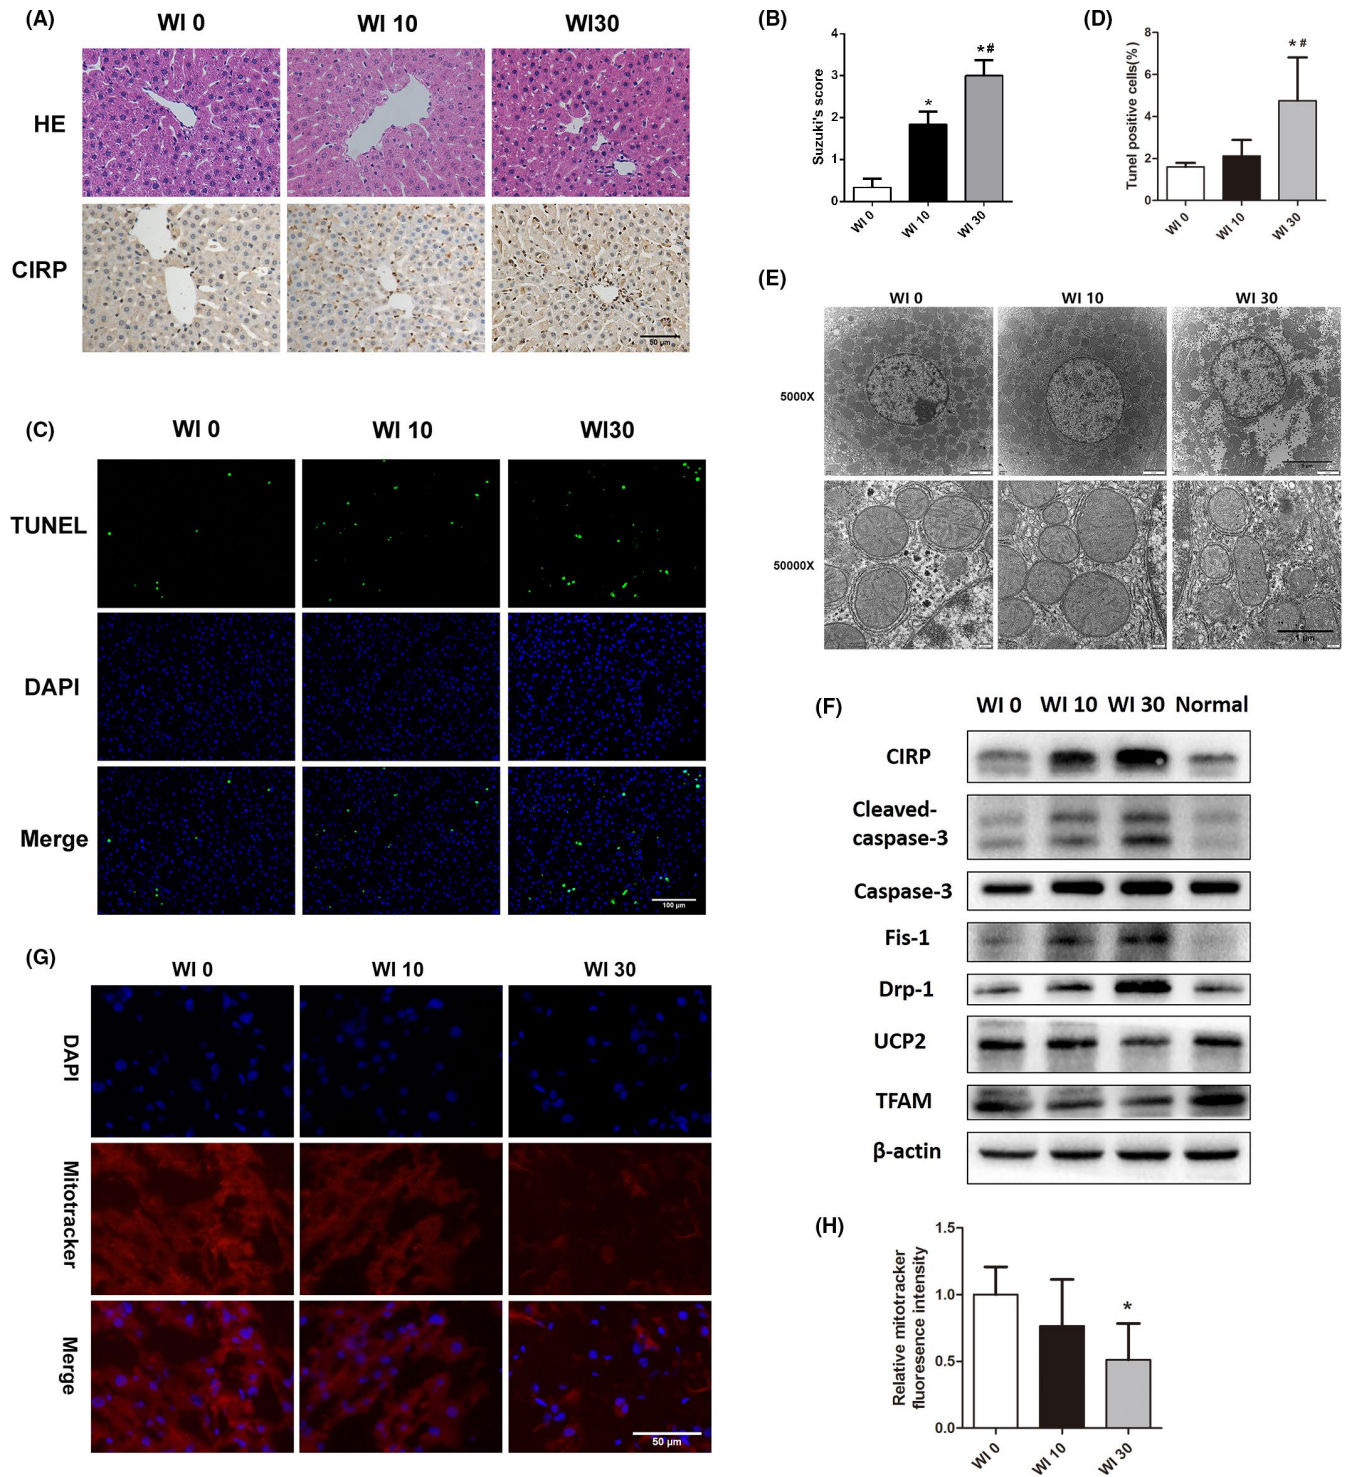 (A)
WI 0
WI 10
WI30
HE
CIRP
50 μm
(B)
Suzuki's score
4
3
2
1
0
*
*#
WI 0
WI 10
WI 30
(D)
Tunel positive cells(%)
8
6
4
2
0
* #
WI 0
WI 10
WI 30
(C)
WI 0
WI 10
WI30
TUNEL
DAPI
Merge
100 μm
(E)
WI 0
WI 10
WI 30
5000X
50000X
1 μm
(F)
WI 0
WI 10
WI 30
Normal
CIRP
Cleaved-
caspase-3
Caspase-3
Fis-1
Drp-1
UCP2
TFAM
β-actin
(G)
WI 0
WI 10
WI 30
DAPI
Mitotracker
Merge
50 μm
(H)
Relative mitotracker
fluoresence intensity
1.5
1.0
0.5
0.0
*
WI 0
WI 10
WI 30